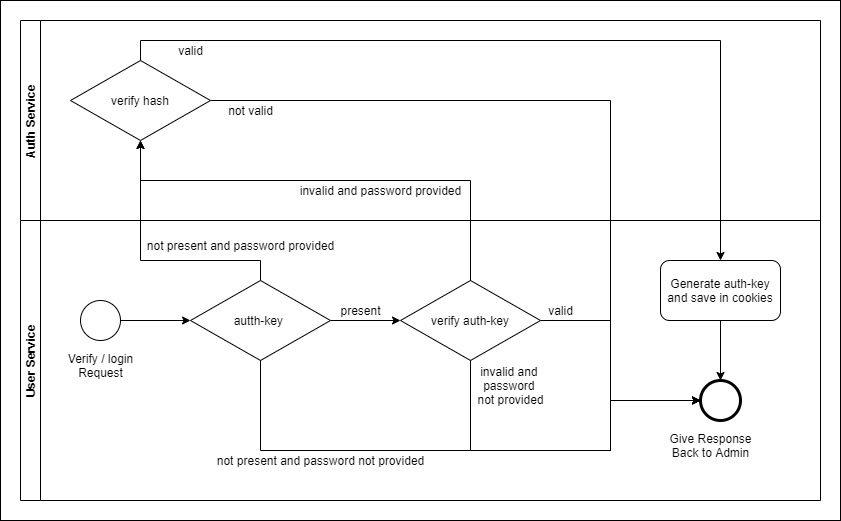 Auth Service
valid
verify hash
not valid
invalid and password provided
User Service
not present and password provided
Verify / login
Request
autth-key
present
verify auth-key
valid
Generate auth-key
and save in cookies
invalid and
password
not provided
not present and password not provided
Give Response
Back to Admin